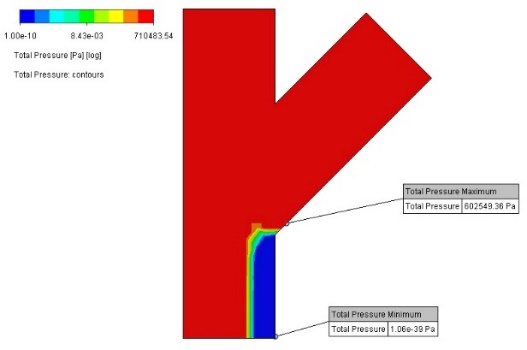 1.00e-10 8.43e-03 710483.54
Total Pressure [Pa] [log]
Total Pressure: contours
Total Pressure Maximum
Total Pressure 602549.36 Pa
Total Pressure Minimum
Total Pressure 1.06e-39 Pa